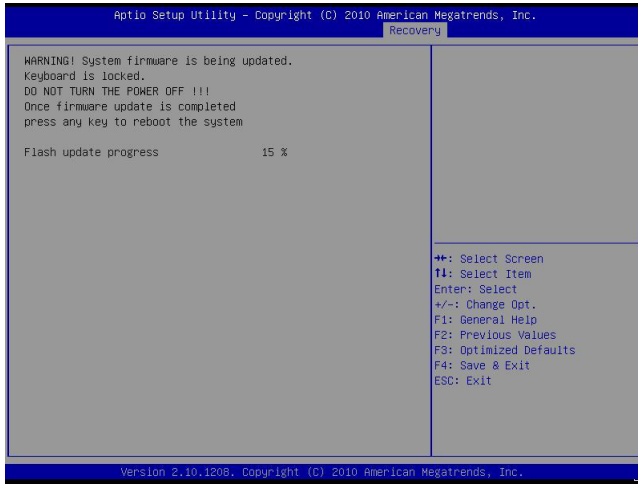 Aptio Setup Utility – Copyright (C) 2010 American Megatrends, Inc.
Recovery
WARNING! System firmware is being updated.
Keyboard is locked.
DO NOT TURN THE POWER OFF !!!
Once firmware update is completed
press any key to reboot the system
Flash update progress 15 %
→←: Select Screen
↑↓: Select Item
Enter: Select
+/-: Change Opt.
F1: General Help
F2: Previous Values
F3: Optimized Defaults
F4: Save & Exit
ESC: Exit
Version 2.10.1208. Copyright (C) 2010 American Megatrends, Inc.